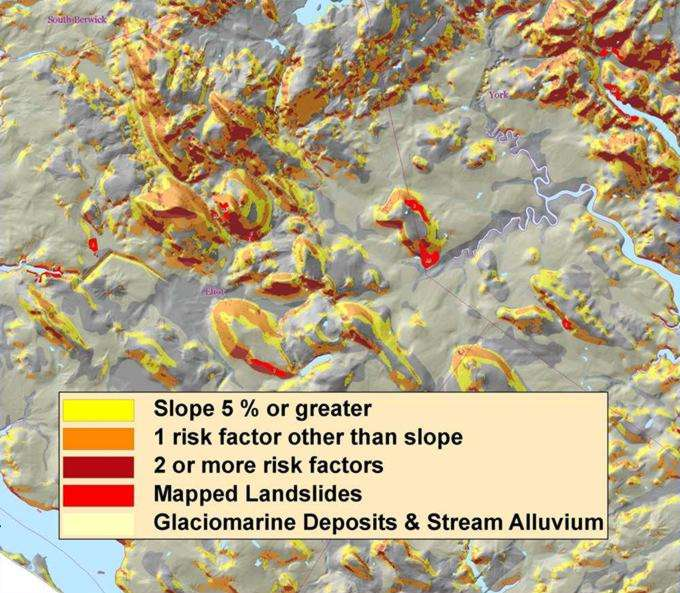 South Berwick
York
Eliot
Slope 5 % or greater
1 risk factor other than slope
2 or more risk factors
Mapped Landslides
Glaciomarine Deposits & Stream Alluvium